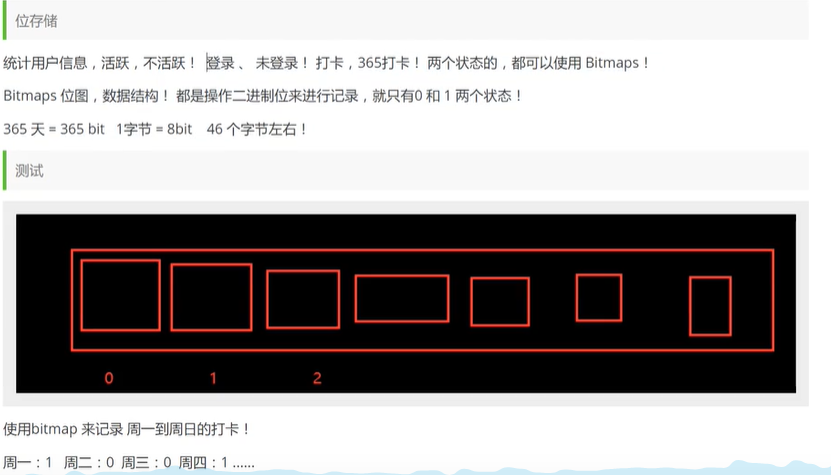 位存储
统计用户信息，活跃，不活跃！ 登录 、 未登录！ 打卡，365打卡！ 两个状态的，都可以使用 Bitmaps！
Bitmaps 位图，数据结构！ 都是操作二进制位来进行记录，就只有0 和 1 两个状态！
365 天 = 365 bit 1字节 = 8bit 46 个字节左右！
测试
0 1 2
使用bitmap 来记录 周一到周日的打卡！
周一：1 周二：0 周三：0 周四：1 ......